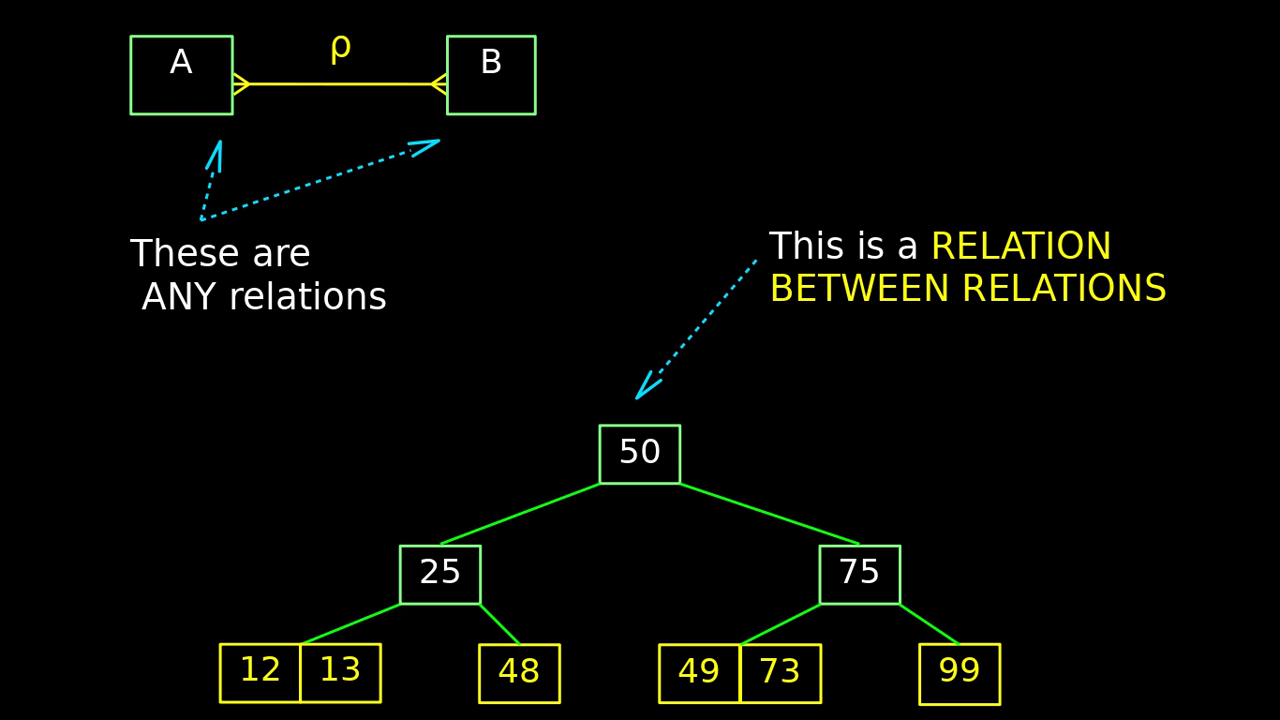 ρ
A
B
These are
ANY relations
This is a RELATION
BETWEEN RELATIONS
50
25
75
12 13
48
49 73
99